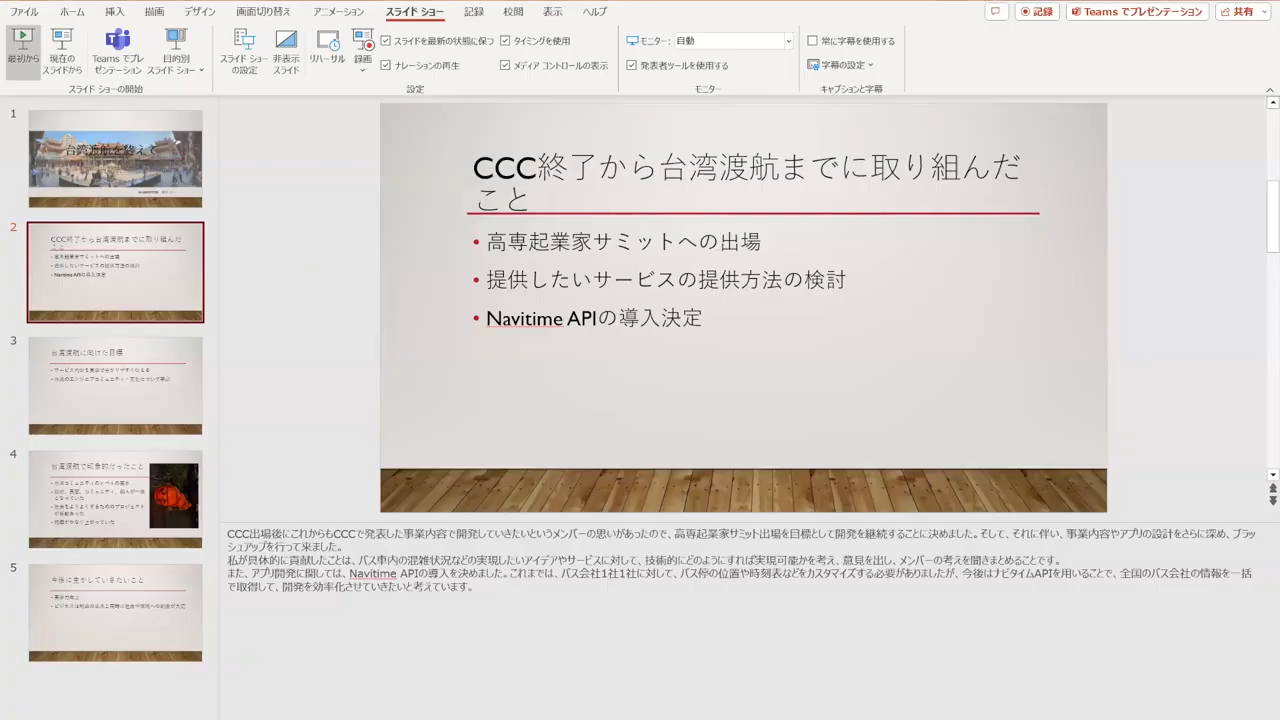 ファイル ホーム 挿入 描画 デザイン 画面切り替え アニメーション スライド ショー 記録 校閲 表示 ヘルプ 記録 Teams でプレゼンテーション 共有
最初から
現在の
スライドから
Teams でプ
レゼンテーション
目的別
スライド ショー
スライド ショーの開始
スライド ショー
の設定
非表示
スライド
リハーサル
録画
スライドを最新の状態に保つ
ナレーションの再生
タイミングを使用
メディア コントロールの表示
設定
モニター: 自動
発表者ツールを使用する
モニター
常に字幕を使用する
字幕の設定
キャプションと字幕
1
台湾渡航を終えて
2
CCC終了から台湾渡航までに取り組んだ
こと
• 高専起業家サミットへの出場
• 提供したいサービスの提供方法の検討
• Navitime APIの導入決定
3
台湾渡航に向けた目標
4
台湾渡航で印象的だったこと
5
今後に生かしていきたいこと
CCC終了から台湾渡航までに取り組んだ
こと
• 高専起業家サミットへの出場
• 提供したいサービスの提供方法の検討
• Navitime APIの導入決定
CCC出場後にこれからもCCCで発表した事業内容で開発していきたいというメンバーの思いがあったので、高専起業家サミット出場を目標として開発を継続することに決めました。そして、それに伴い、事業内容やアプリの設計をさらに深め、ブラッ
シュアップを行って来ました。
私が具体的に貢献したことは、バス車内の混雑状況などの実現したいアイデアやサービスに対して、技術的にどのようにすれば実現可能かを考え、意見を出し、メンバーの考えを聞きまとめることです。
また、アプリ開発に関しては、Navitime APIの導入を決めました。これまでは、バス会社1社1社に対して、バス停の位置や時刻表などをカスタマイズする必要がありましたが、今後はナビタイムAPIを用いることで、全国のバス会社の情報を一括
で取得して、開発を効率化させていきたいと考えています。